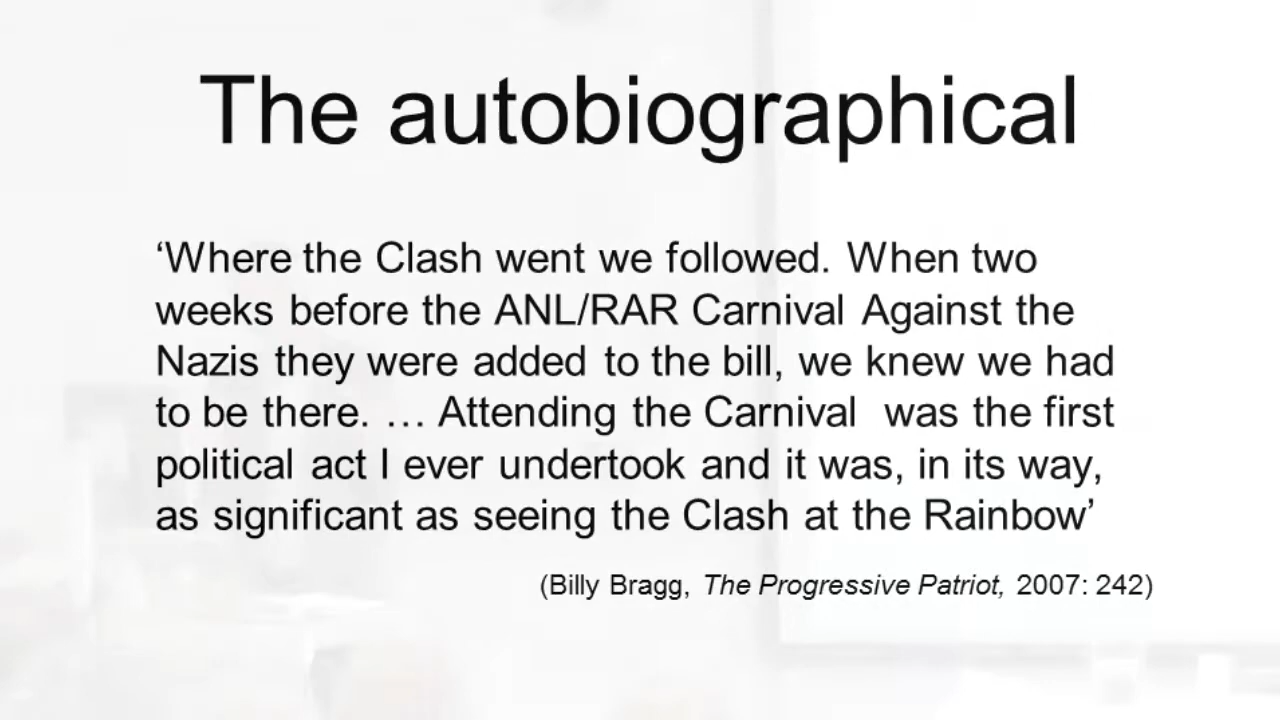 The autobiographical
‘Where the Clash went we followed. When two
weeks before the ANL/RAR Carnival Against the
Nazis they were added to the bill, we knew we had
to be there. … Attending the Carnival  was the first
political act I ever undertook and it was, in its way,
as significant as seeing the Clash at the Rainbow’
(Billy Bragg, The Progressive Patriot, 2007: 242)